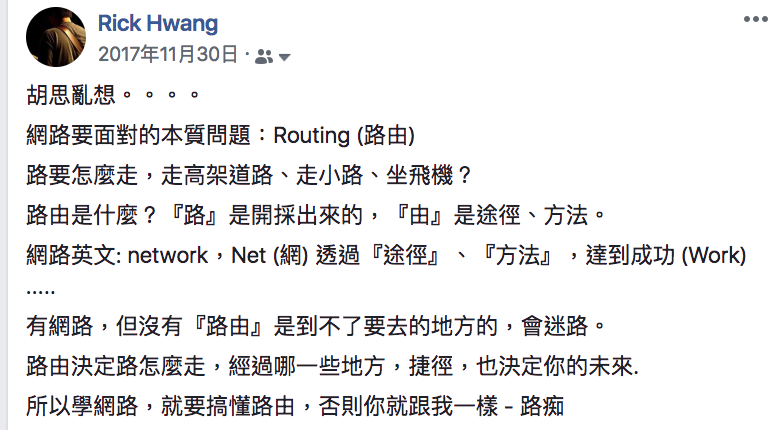 Rick Hwang
2017年11月30日 ·
胡思亂想。。。。
網路要面對的本質問題：Routing (路由)
路要怎麼走，走高架道路、走小路、坐飛機？
路由是什麼？『路』是開採出來的，『由』是途徑、方法。
網路英文: network，Net (網) 透過『途徑』、『方法』，達到成功 (Work)
.....
有網路，但沒有『路由』是到不了要去的地方的，會迷路。
路由決定路怎麼走，經過哪一些地方，捷徑，也決定你的未來.
所以學網路，就要搞懂路由，否則你就跟我一樣 - 路痴